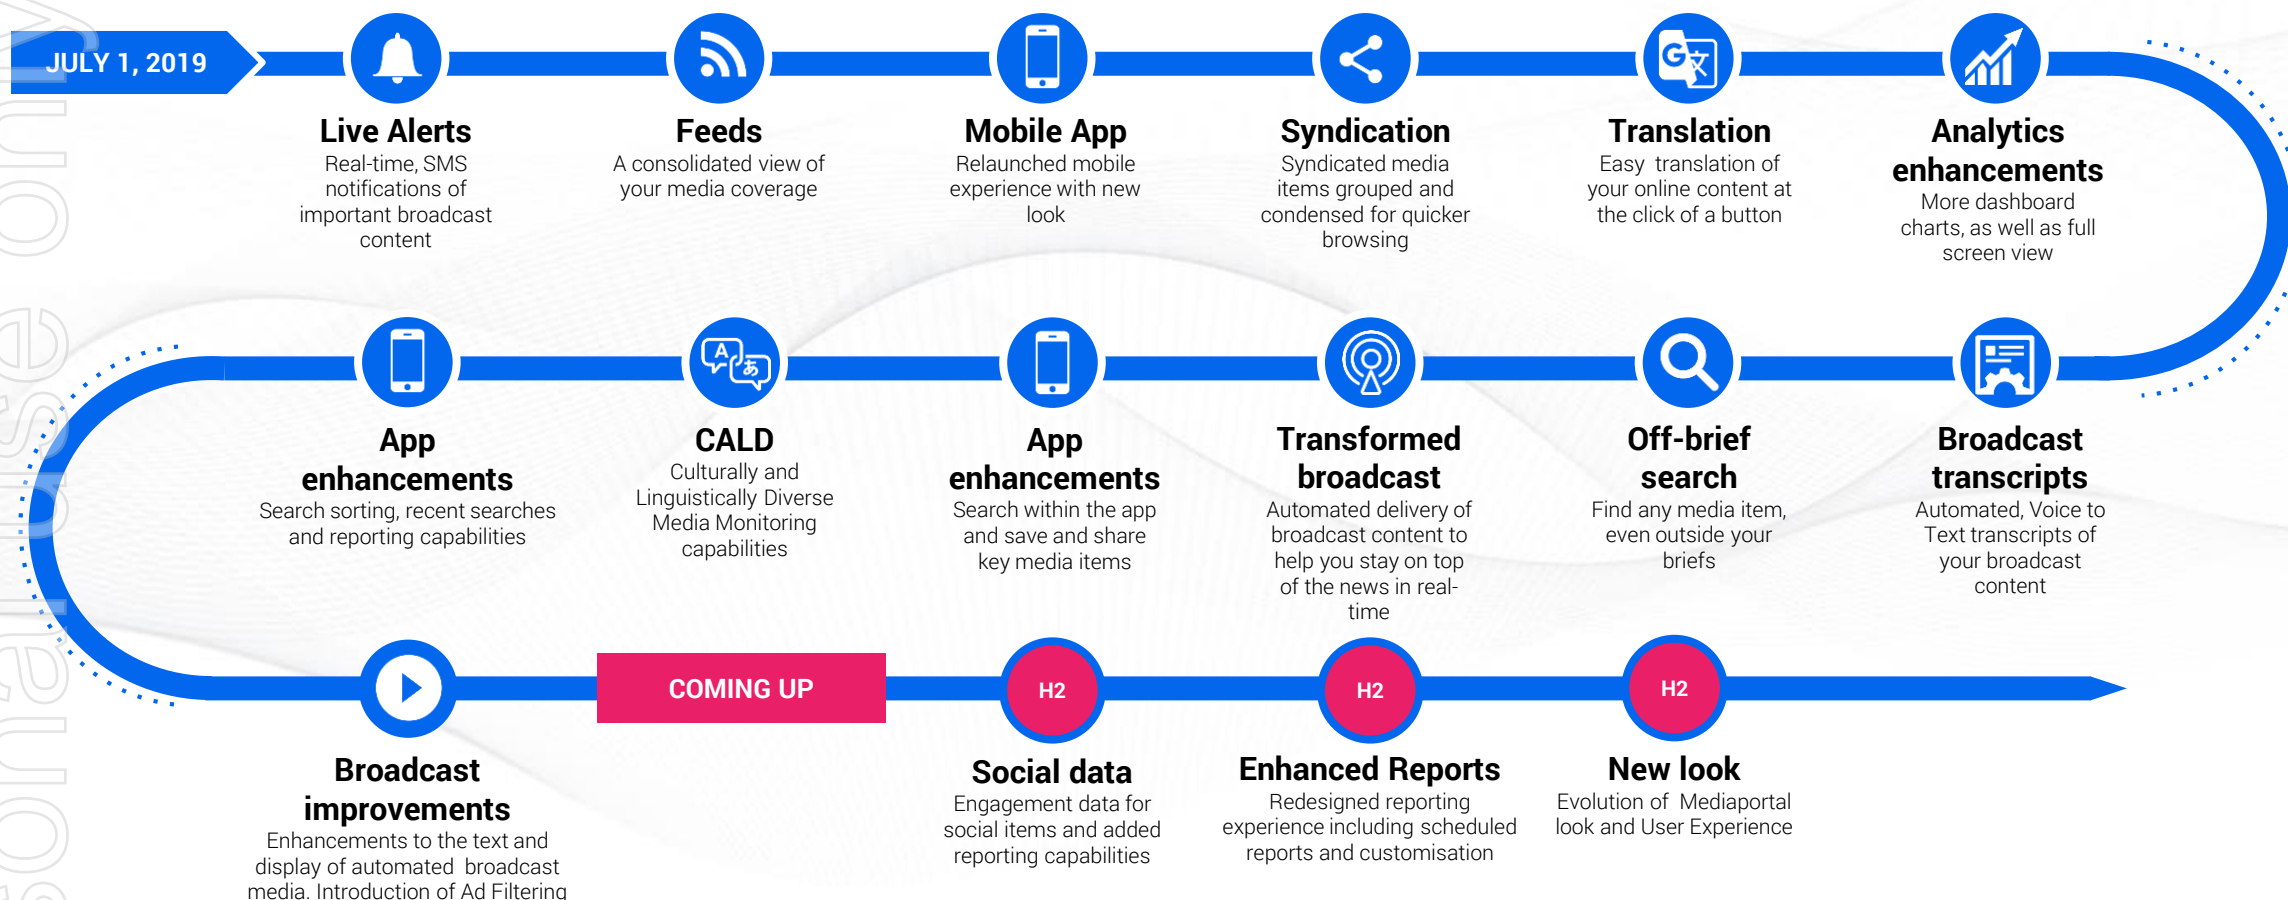 JULY 1, 2019
Live Alerts
Real-time, SMS
notifications of
important broadcast
content
Feeds
A consolidated view of
your media coverage
Mobile App
Relaunched mobile
experience with new
look
Syndication
Syndicated media
items grouped and
condensed for quicker
browsing
G 文
Translation
Easy translation of
your online content at
the click of a button
Analytics
enhancements
More dashboard
charts, as well as full
screen view
App
enhancements
Search sorting, recent searches
and reporting capabilities
A あ
CALD
Culturally and
Linguistically Diverse
Media Monitoring
capabilities
App
enhancements
Search within the app
and save and share
key media items
Transformed
broadcast
Automated delivery of
broadcast content to
help you stay on top
of the news in real-
time
Off-brief
search
Find any media item,
even outside your
briefs
Broadcast
transcripts
Automated, Voice to
Text transcripts of
your broadcast
content
Broadcast
improvements
Enhancements to the text and
display of automated broadcast
media. Introduction of Ad Filtering
COMING UP
H2
Social data
Engagement data for
social items and added
reporting capabilities
H2
Enhanced Reports
Redesigned reporting
experience including scheduled
reports and customisation
H2
New look
Evolution of Mediaportal
look and User Experience
sonal use only